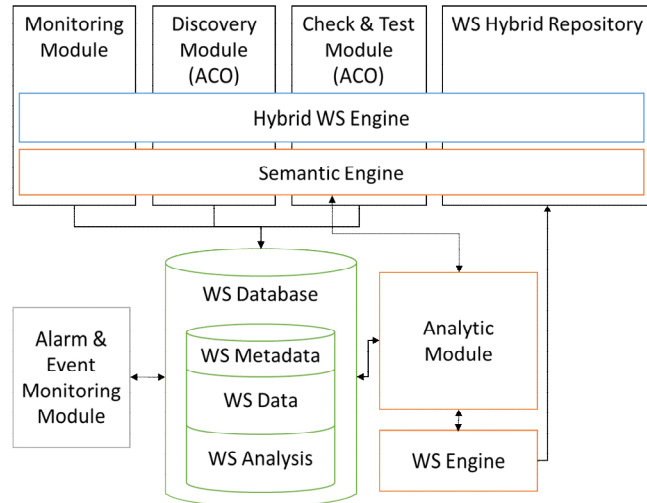 Monitoring
Module
Discovery
Module
(ACO)
Check & Test
Module
(ACO)
WS Hybrid Repository
Hybrid WS Engine
Semantic Engine
WS Database
WS Metadata
WS Data
WS Analysis
Alarm &
Event
Monitoring
Module
Analytic
Module
WS Engine